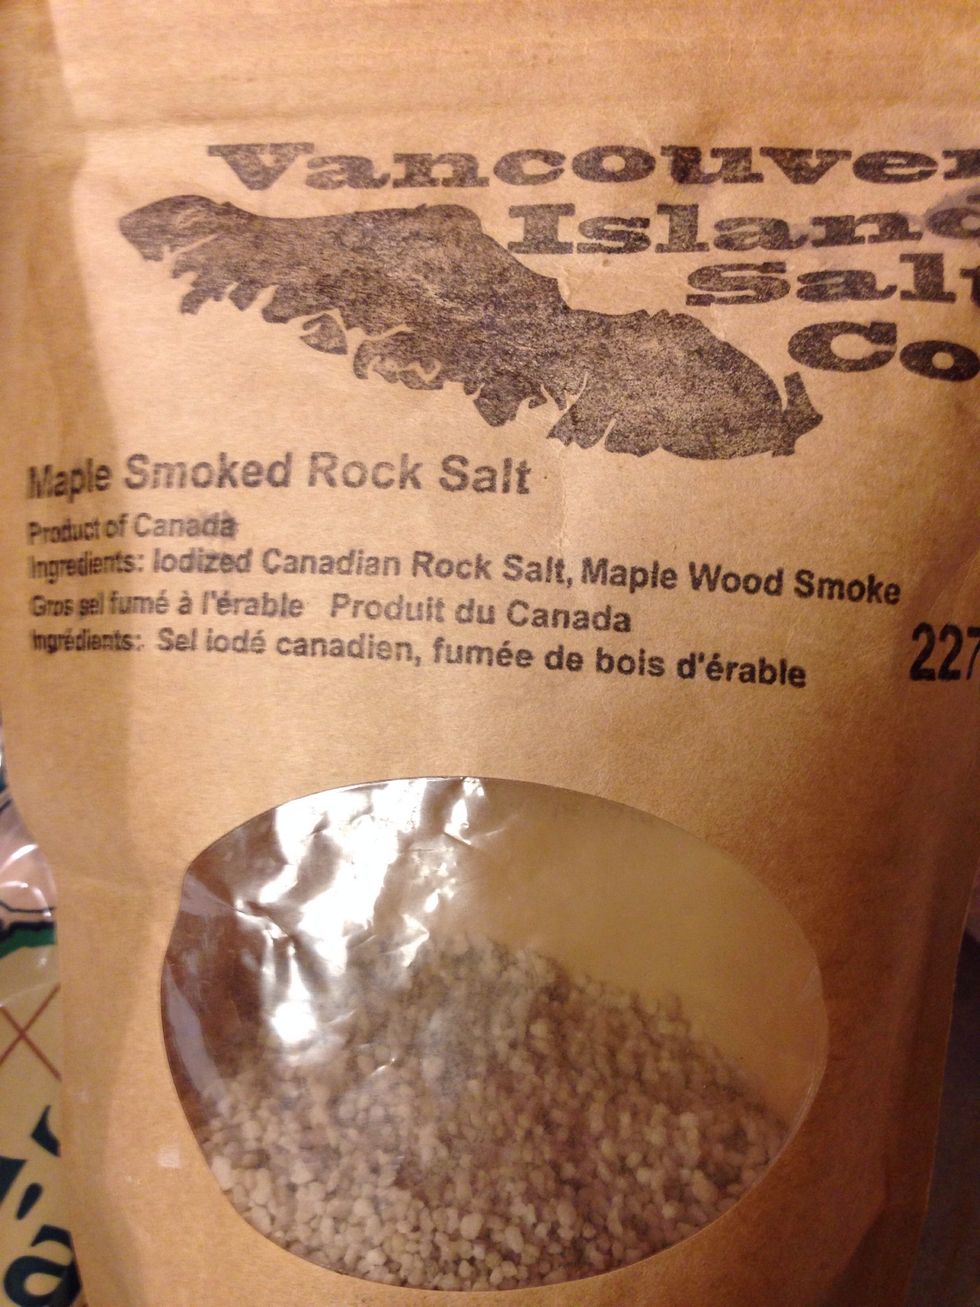 Vancouver
Island
Salt
Co
Maple Smoked Rock Salt
Product of Canada
Ingredients: Iodized Canadian Rock Salt, Maple Wood Smoke
Gros sel fumé à l'érable Produit du Canada
Ingrédients: Sel iodé canadien, fumée de bois d'érable
227